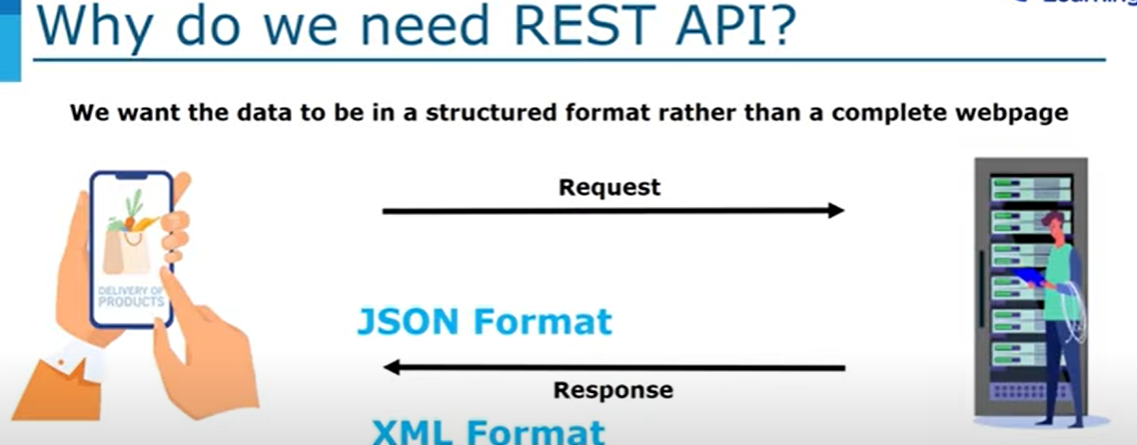 Learning
Why do we need REST API?
We want the data to be in a structured format rather than a complete webpage
Request
DELIVERY OF
PRODUCTS
JSON Format
Response
XML Format